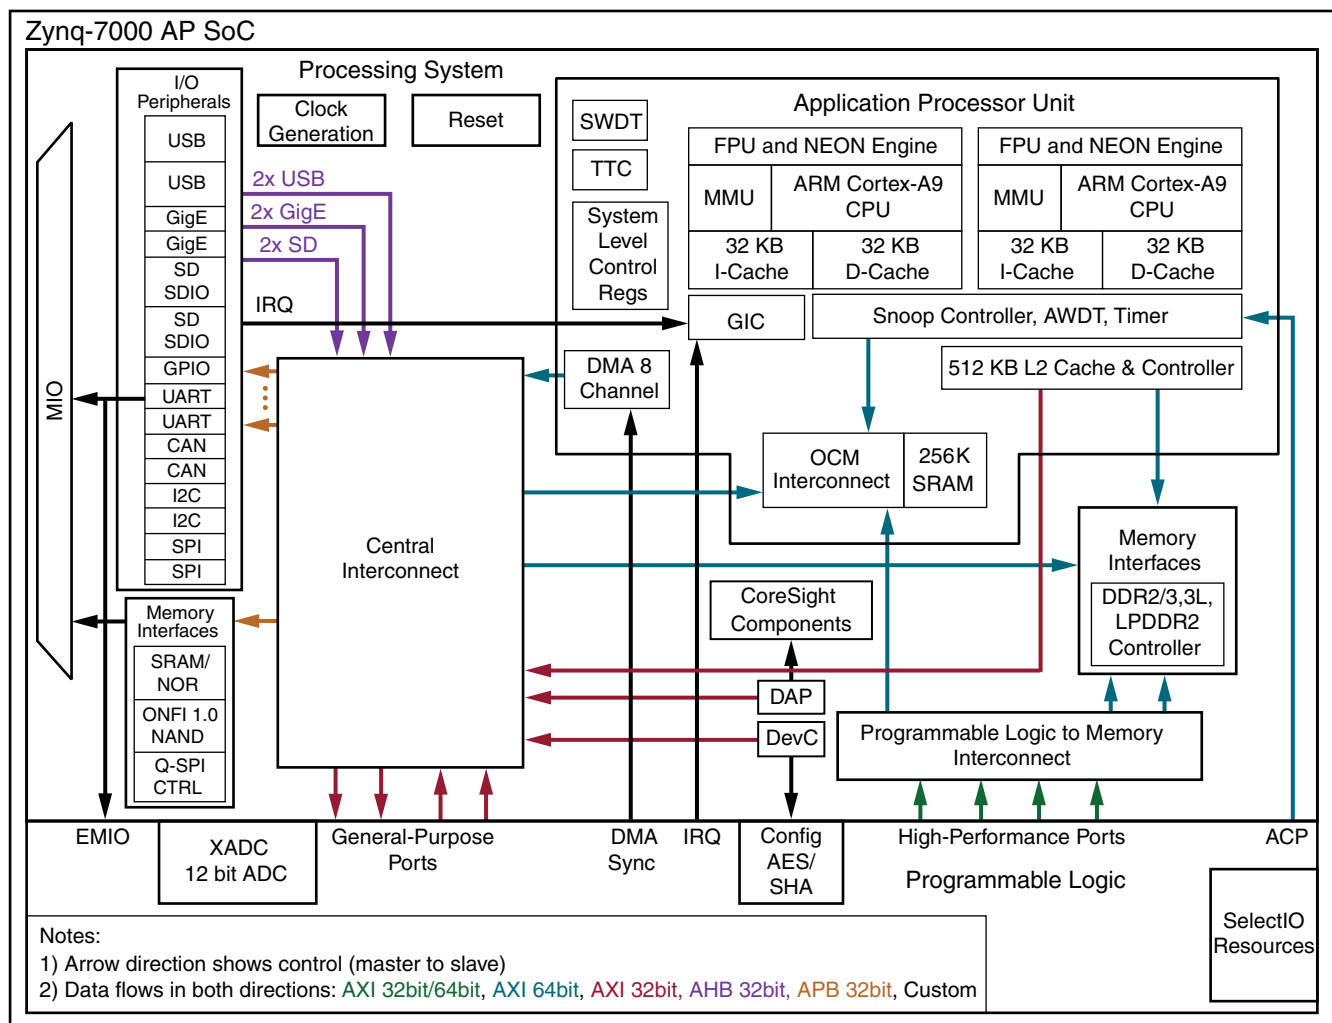 Zynq-7000 AP SoC
Processing System
I/O
Peripherals
USB
USB
GigE
GigE
SD
SDIO
SD
SDIO
GPIO
UART
UART
CAN
CAN
I2C
I2C
SPI
SPI
MIO
Clock
Generation
Reset
2x USB
2x GigE
2x SD
IRQ
Application Processor Unit
SWDT
TTC
System
Level
Control
Regs
FPU and NEON Engine
MMU
ARM Cortex-A9
CPU
32 KB
I-Cache
32 KB
D-Cache
FPU and NEON Engine
MMU
ARM Cortex-A9
CPU
32 KB
I-Cache
32 KB
D-Cache
GIC
Snoop Controller, AWDT, Timer
DMA 8
Channel
512 KB L2 Cache & Controller
OCM
Interconnect
256K
SRAM
Central
Interconnect
Memory
Interfaces
DDR2/3,3L,
LPDDR2
Controller
CoreSight
Components
DAP
DevC
Programmable Logic to Memory
Interconnect
Memory
Interfaces
SRAM/
NOR
ONFI 1.0
NAND
Q-SPI
CTRL
EMIO
XADC
12 bit ADC
General-Purpose
Ports
DMA
Sync
IRQ
Config
AES/
SHA
High-Performance Ports
ACP
Programmable Logic
SelectIO
Resources
Notes:
1) Arrow direction shows control (master to slave)
2) Data flows in both directions: AXI 32bit/64bit, AXI 64bit, AXI 32bit, AHB 32bit, APB 32bit, Custom